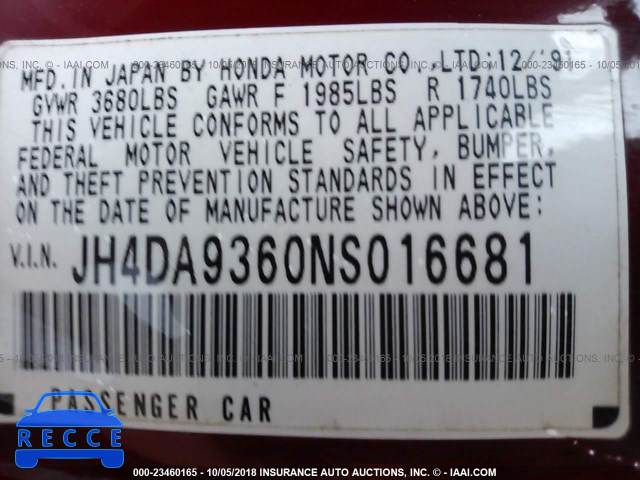 MFD. IN JAPAN BY HONDA MOTOR CO., LTD: 12/'91
GVWR 3680LBS GAWR F 1985LBS R 1740LBS
THIS VEHICLE CONFORMS TO ALL APPLICABLE
FEDERAL MOTOR VEHICLE SAFETY, BUMPER,
AND THEFT PREVENTION STANDARDS IN EFFECT
ON THE DATE OF MANUFACTURE SHOWN ABOVE:
V.I.N. JH4DA9360NS016681
PASSENGER CAR
RECCE
000-23460165 - 10/05/2018 INSURANCE AUTO AUCTIONS, INC. - © IAAI.COM